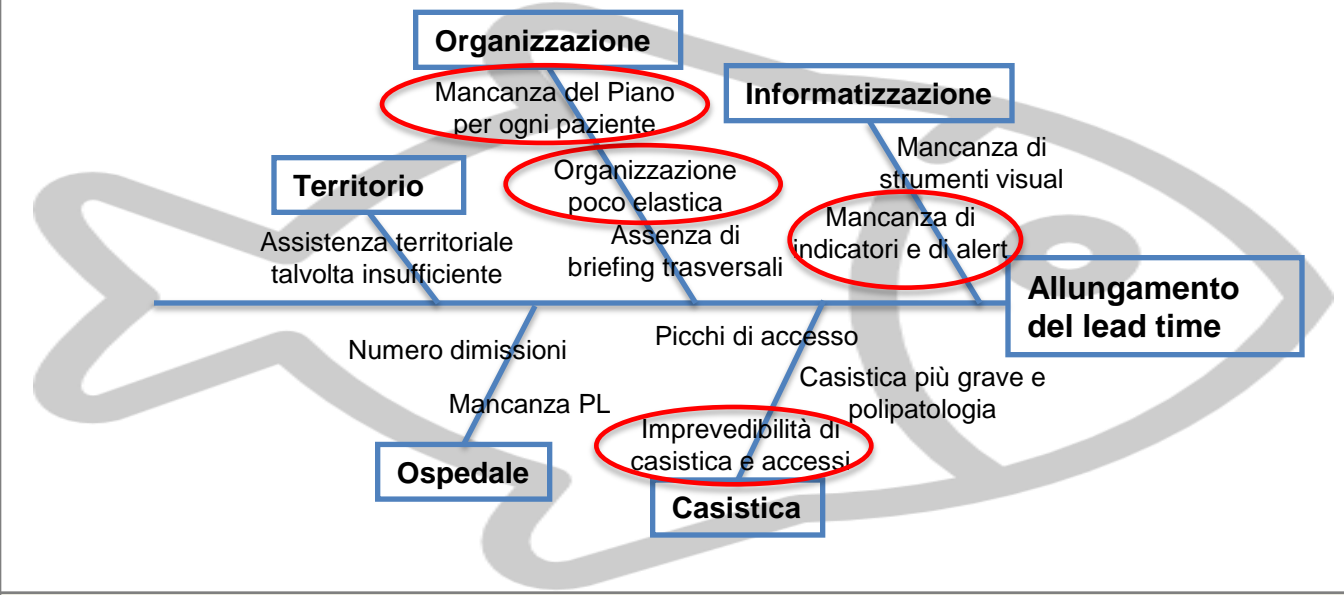 Organizzazione
Mancanza del Piano
per ogni paziente
Organizzazione
poco elastica
Assenza di
briefing trasversali
Informatizzazione
Mancanza di
strumenti visual
Mancanza di
indicatori e di alert
Territorio
Assistenza territoriale
talvolta insufficiente
Allungamento
del lead time
Numero dimissioni
Mancanza PL
Ospedale
Picchi di accesso
Casistica più grave e
polipatologia
Imprevedibilità di
casistica e accessi
Casistica